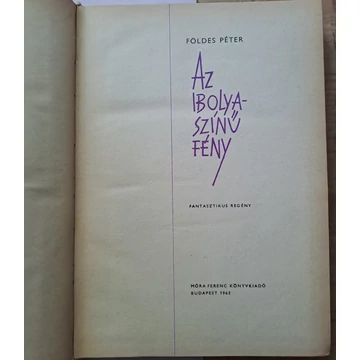 FÖLDES PÉTER
AZ
IBOLYA-
SZÍNŰ
FÉNY
FANTASZTIKUS REGÉNY
MÓRA FERENC KÖNYVKIADÓ
BUDAPEST 1963